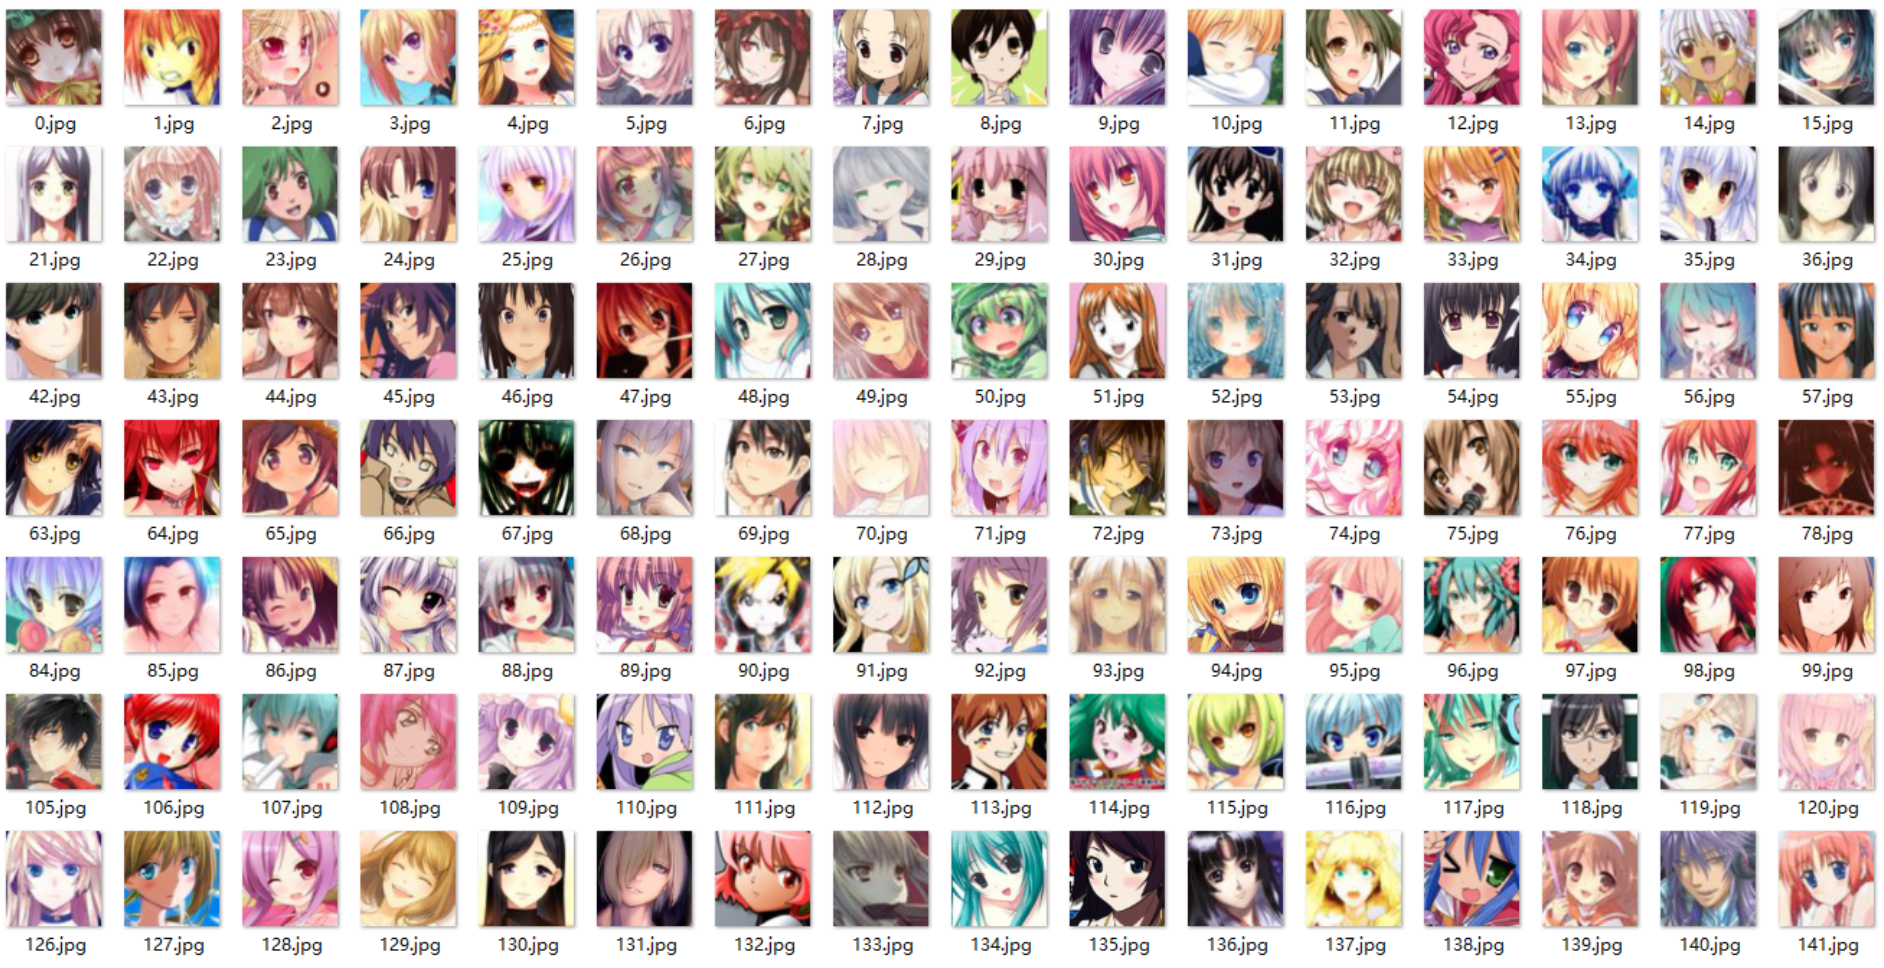 0.jpg 1.jpg 2.jpg 3.jpg 4.jpg 5.jpg 6.jpg 7.jpg 8.jpg 9.jpg 10.jpg 11.jpg 12.jpg 13.jpg 14.jpg 15.jpg
21.jpg 22.jpg 23.jpg 24.jpg 25.jpg 26.jpg 27.jpg 28.jpg 29.jpg 30.jpg 31.jpg 32.jpg 33.jpg 34.jpg 35.jpg 36.jpg
42.jpg 43.jpg 44.jpg 45.jpg 46.jpg 47.jpg 48.jpg 49.jpg 50.jpg 51.jpg 52.jpg 53.jpg 54.jpg 55.jpg 56.jpg 57.jpg
63.jpg 64.jpg 65.jpg 66.jpg 67.jpg 68.jpg 69.jpg 70.jpg 71.jpg 72.jpg 73.jpg 74.jpg 75.jpg 76.jpg 77.jpg 78.jpg
84.jpg 85.jpg 86.jpg 87.jpg 88.jpg 89.jpg 90.jpg 91.jpg 92.jpg 93.jpg 94.jpg 95.jpg 96.jpg 97.jpg 98.jpg 99.jpg
105.jpg 106.jpg 107.jpg 108.jpg 109.jpg 110.jpg 111.jpg 112.jpg 113.jpg 114.jpg 115.jpg 116.jpg 117.jpg 118.jpg 119.jpg 120.jpg
126.jpg 127.jpg 128.jpg 129.jpg 130.jpg 131.jpg 132.jpg 133.jpg 134.jpg 135.jpg 136.jpg 137.jpg 138.jpg 139.jpg 140.jpg 141.jpg